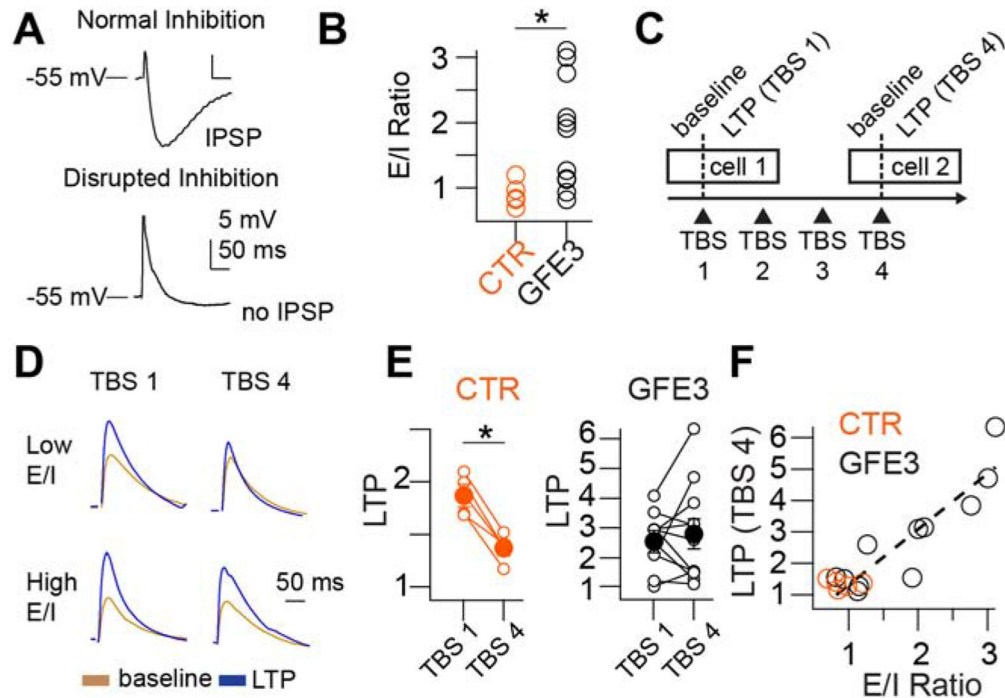 A
Normal Inhibition
-55 mV
IPSP
Disrupted Inhibition
5 mV
50 ms
-55 mV
no IPSP
B
*
E/I Ratio
3
2
1
CTR
GFE3
C
baseline
LTP (TBS 1)
baseline
LTP (TBS 4)
cell 1
cell 2
TBS TBS TBS TBS
1 2 3 4
D
TBS 1 TBS 4
Low
E/I
High
E/I
50 ms
baseline LTP
E
CTR
*
LTP
2
1
TBS 1
TBS 4
GFE3
LTP
6
5
4
3
2
1
TBS 1
TBS 4
F
CTR
GFE3
LTP (TBS 4)
6
5
4
3
2
1
1 2 3
E/I Ratio